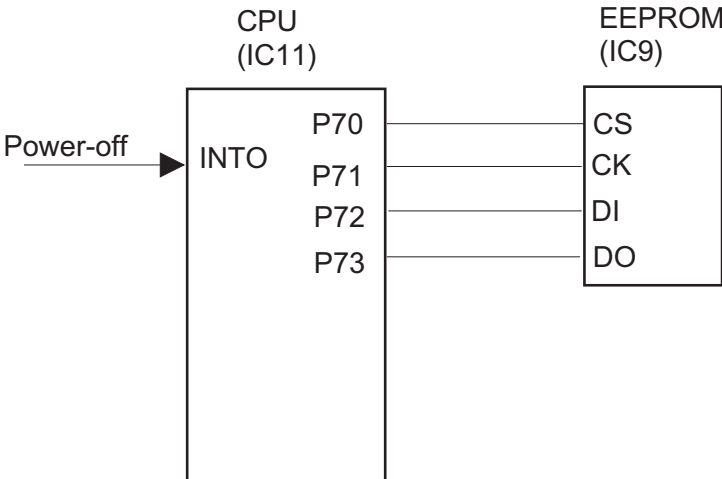 CPU
(IC11)
EEPROM
(IC9)
Power-off
INTO
P70
P71
P72
P73
CS
CK
DI
DO